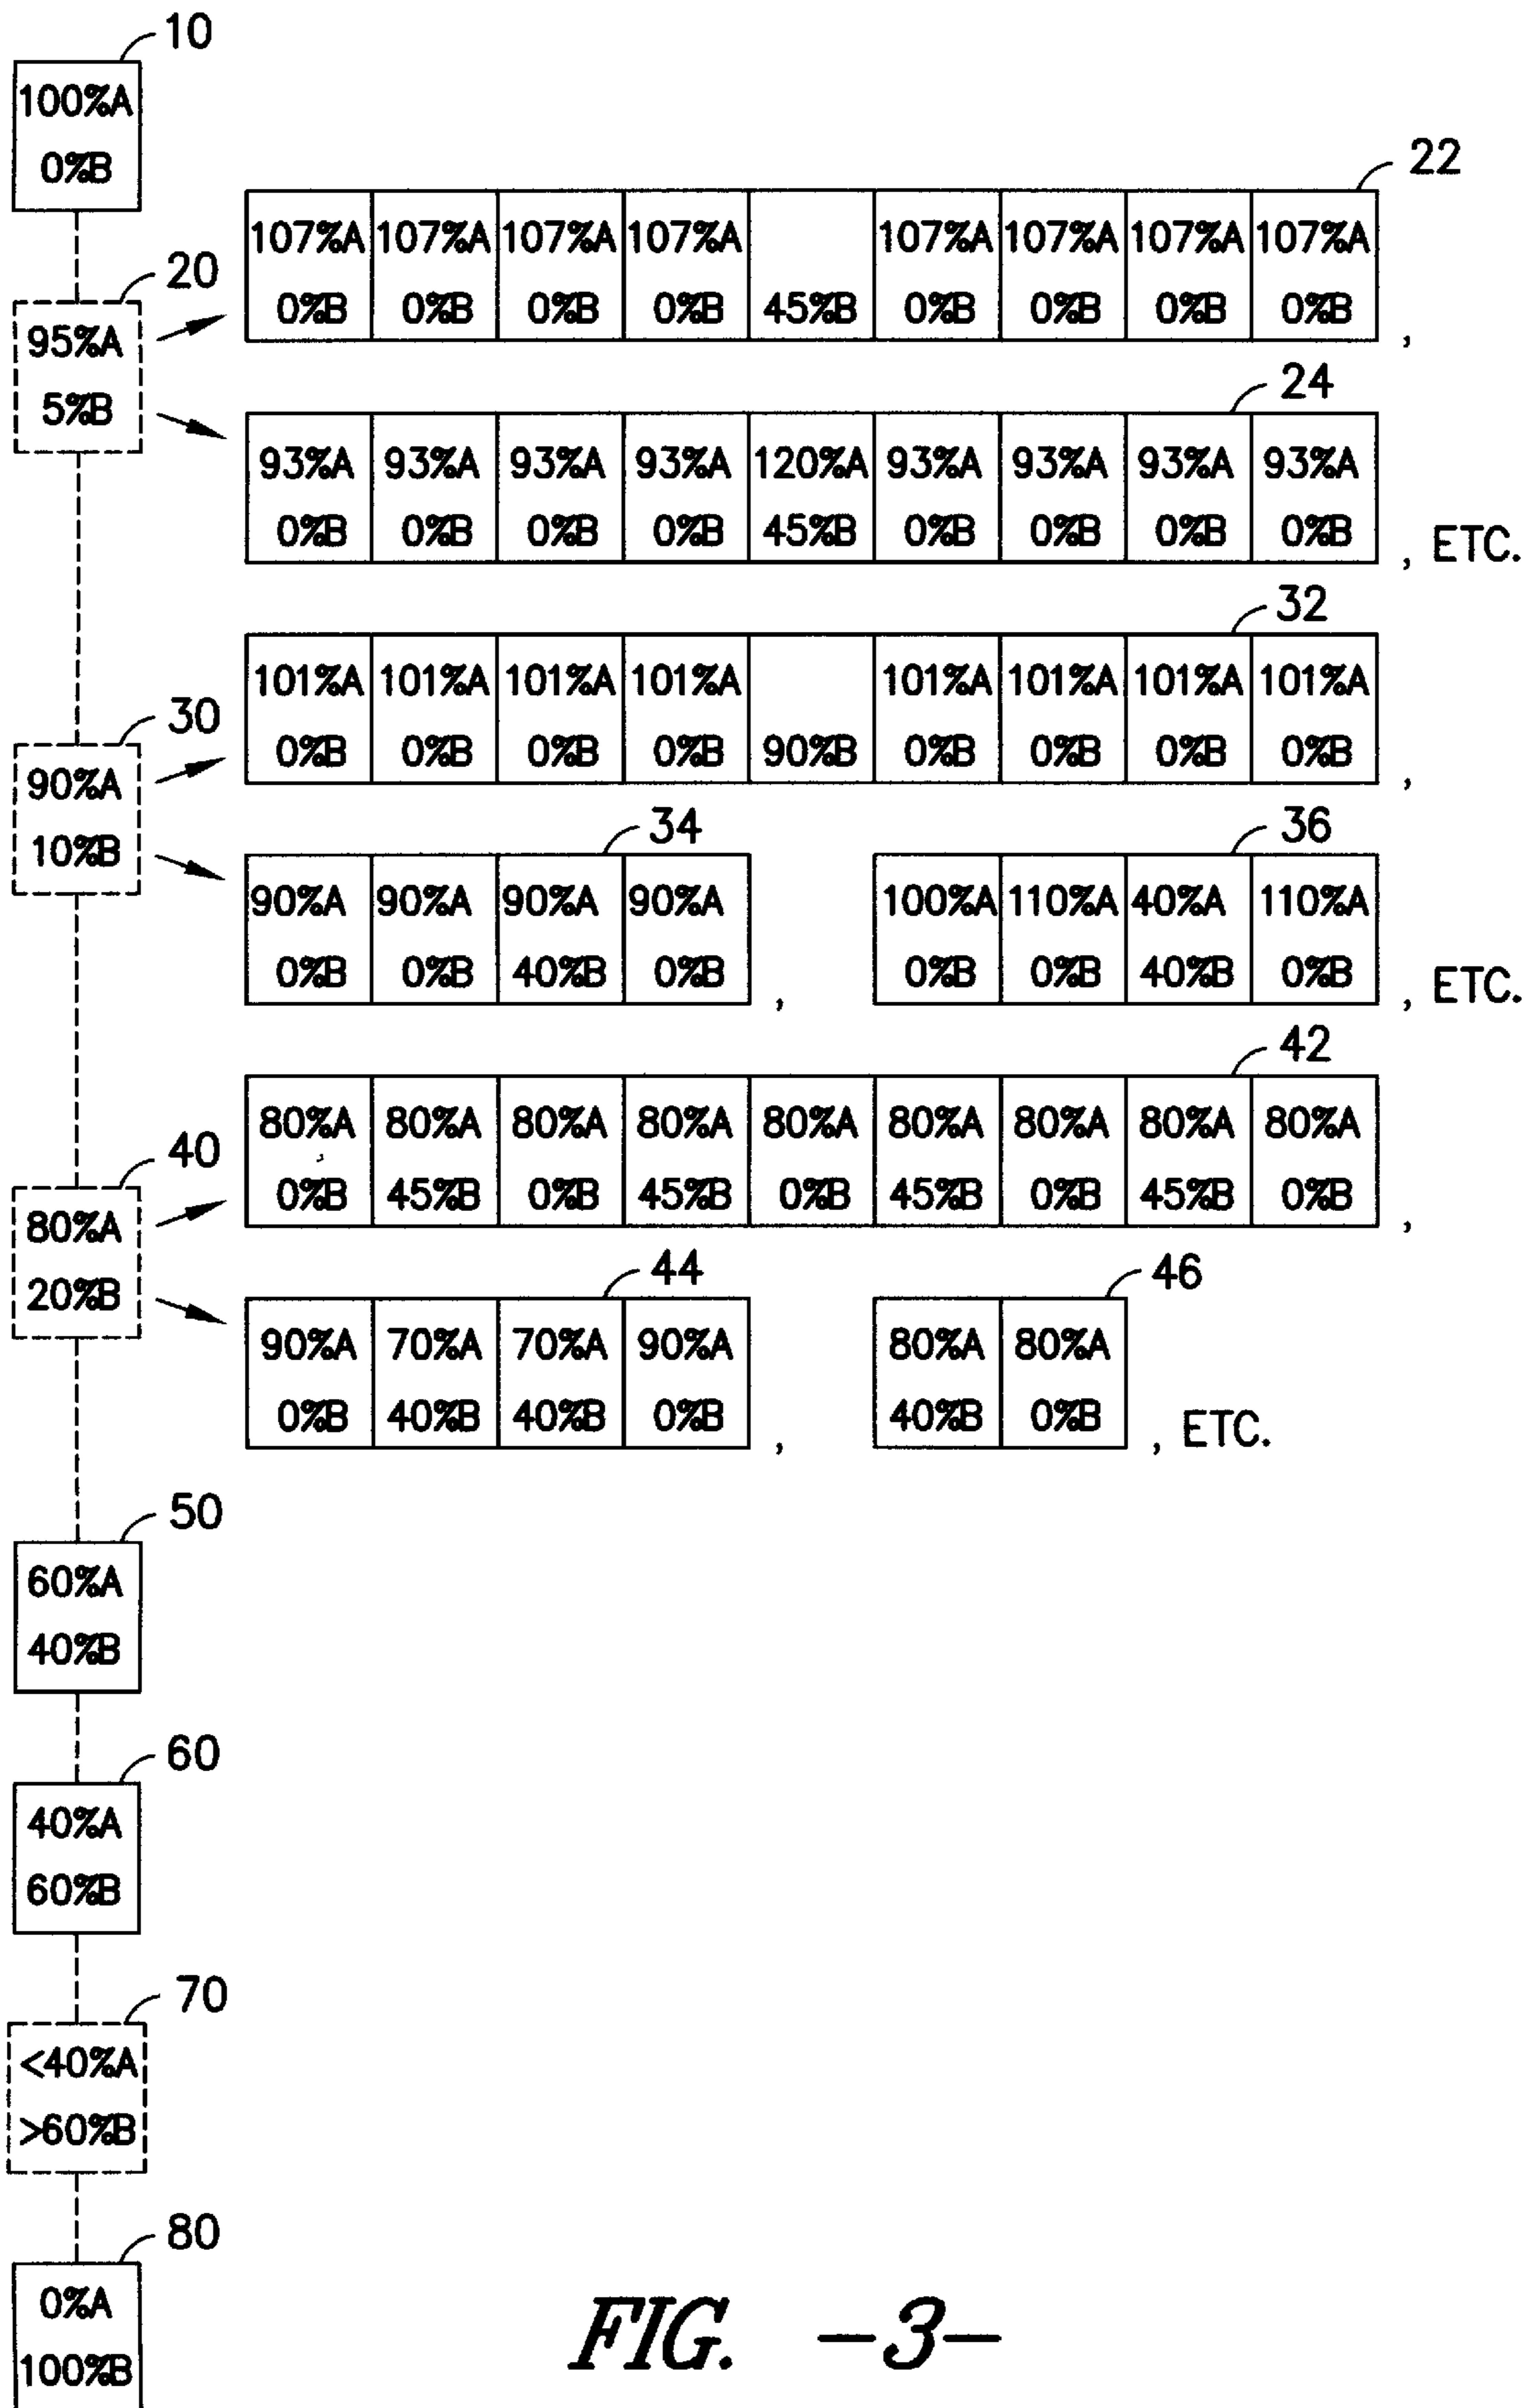 10
100%A
0%B
22
107%A 107%A 107%A 107%A 107%A 107%A 107%A 107%A
0%B 0%B 0%B 0%B 45%B 0%B 0%B 0%B 0%B ,
20
95%A
5%B
24
93%A 93%A 93%A 93%A 120%A 93%A 93%A 93%A 93%A
0%B 0%B 0%B 0%B 45%B 0%B 0%B 0%B 0%B , ETC.
32
101%A 101%A 101%A 101%A 101%A 101%A 101%A 101%A
0%B 0%B 0%B 0%B 90%B 0%B 0%B 0%B 0%B ,
30
90%A
10%B
34 36
90%A 90%A 90%A 90%A 100%A 110%A 40%A 110%A
0%B 0%B 40%B 0%B , 0%B 0%B 40%B 0%B , ETC.
42
80%A 80%A 80%A 80%A 80%A 80%A 80%A 80%A 80%A
0%B 45%B 0%B 45%B 0%B 45%B 0%B 45%B 0%B ,
40
80%A
20%B
44 46
90%A 70%A 70%A 90%A 80%A 80%A
0%B 40%B 40%B 0%B , 40%B 0%B , ETC.
50
60%A
40%B
60
40%A
60%B
70
<40%A
>60%B
80
0%A
100%B
FIG. -3-